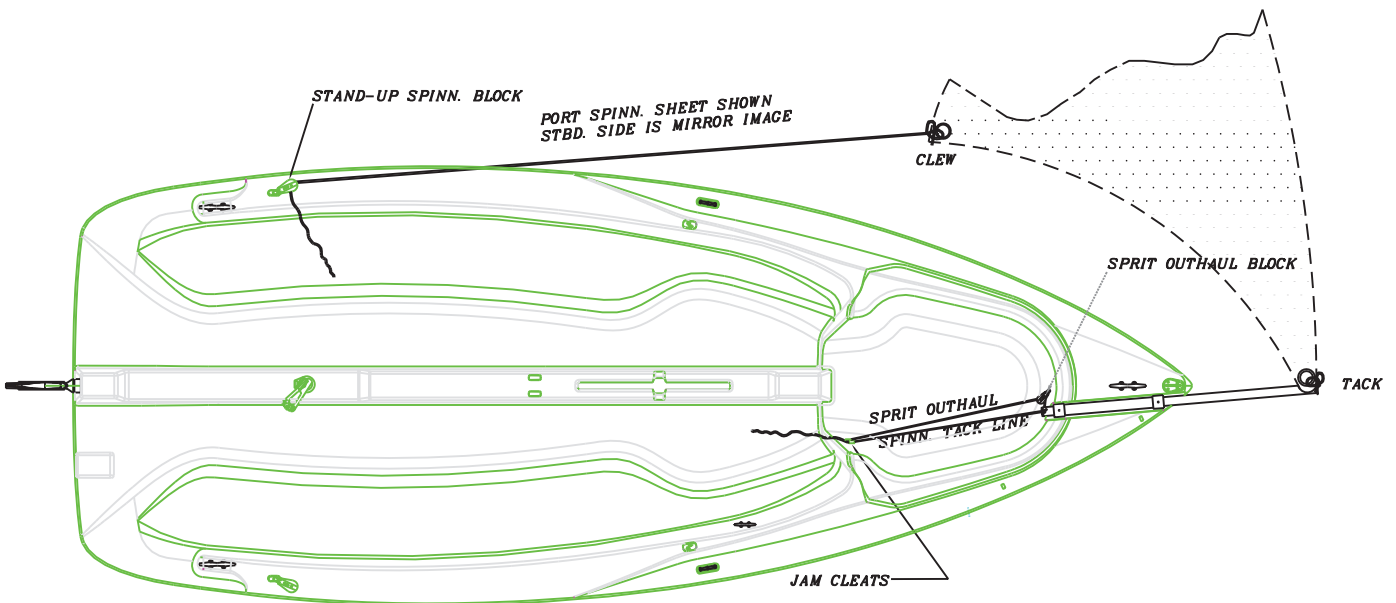 STAND-UP SPINN. BLOCK
PORT SPINN. SHEET SHOWN
STBD. SIDE IS MIRROR IMAGE
CLEW
SPRIT OUTHAUL BLOCK
TACK
SPRIT OUTHAUL
SPINN. TACK LINE
JAM CLEATS